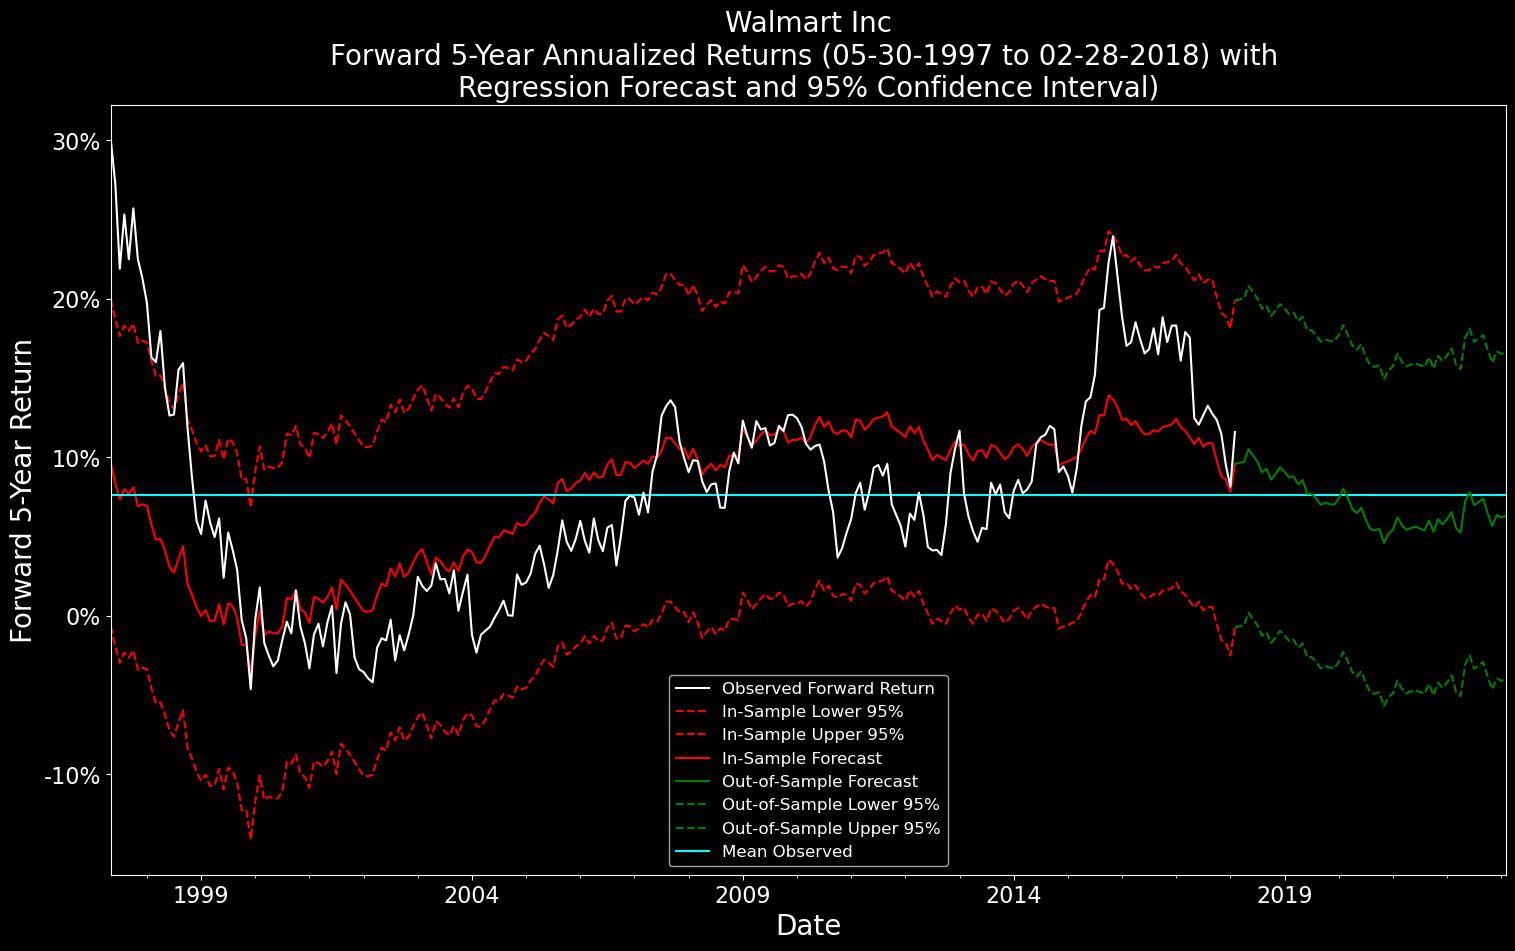 Walmart Inc
Forward 5-Year Annualized Returns (05-30-1997 to 02-28-2018) with
Regression Forecast and 95% Confidence Interval)
Forward 5-Year Return
30%
20%
10%
0%
-10%
Observed Forward Return
In-Sample Lower 95%
In-Sample Upper 95%
In-Sample Forecast
Out-of-Sample Forecast
Out-of-Sample Lower 95%
Out-of-Sample Upper 95%
Mean Observed
1999 2004 2009 2014 2019
Date